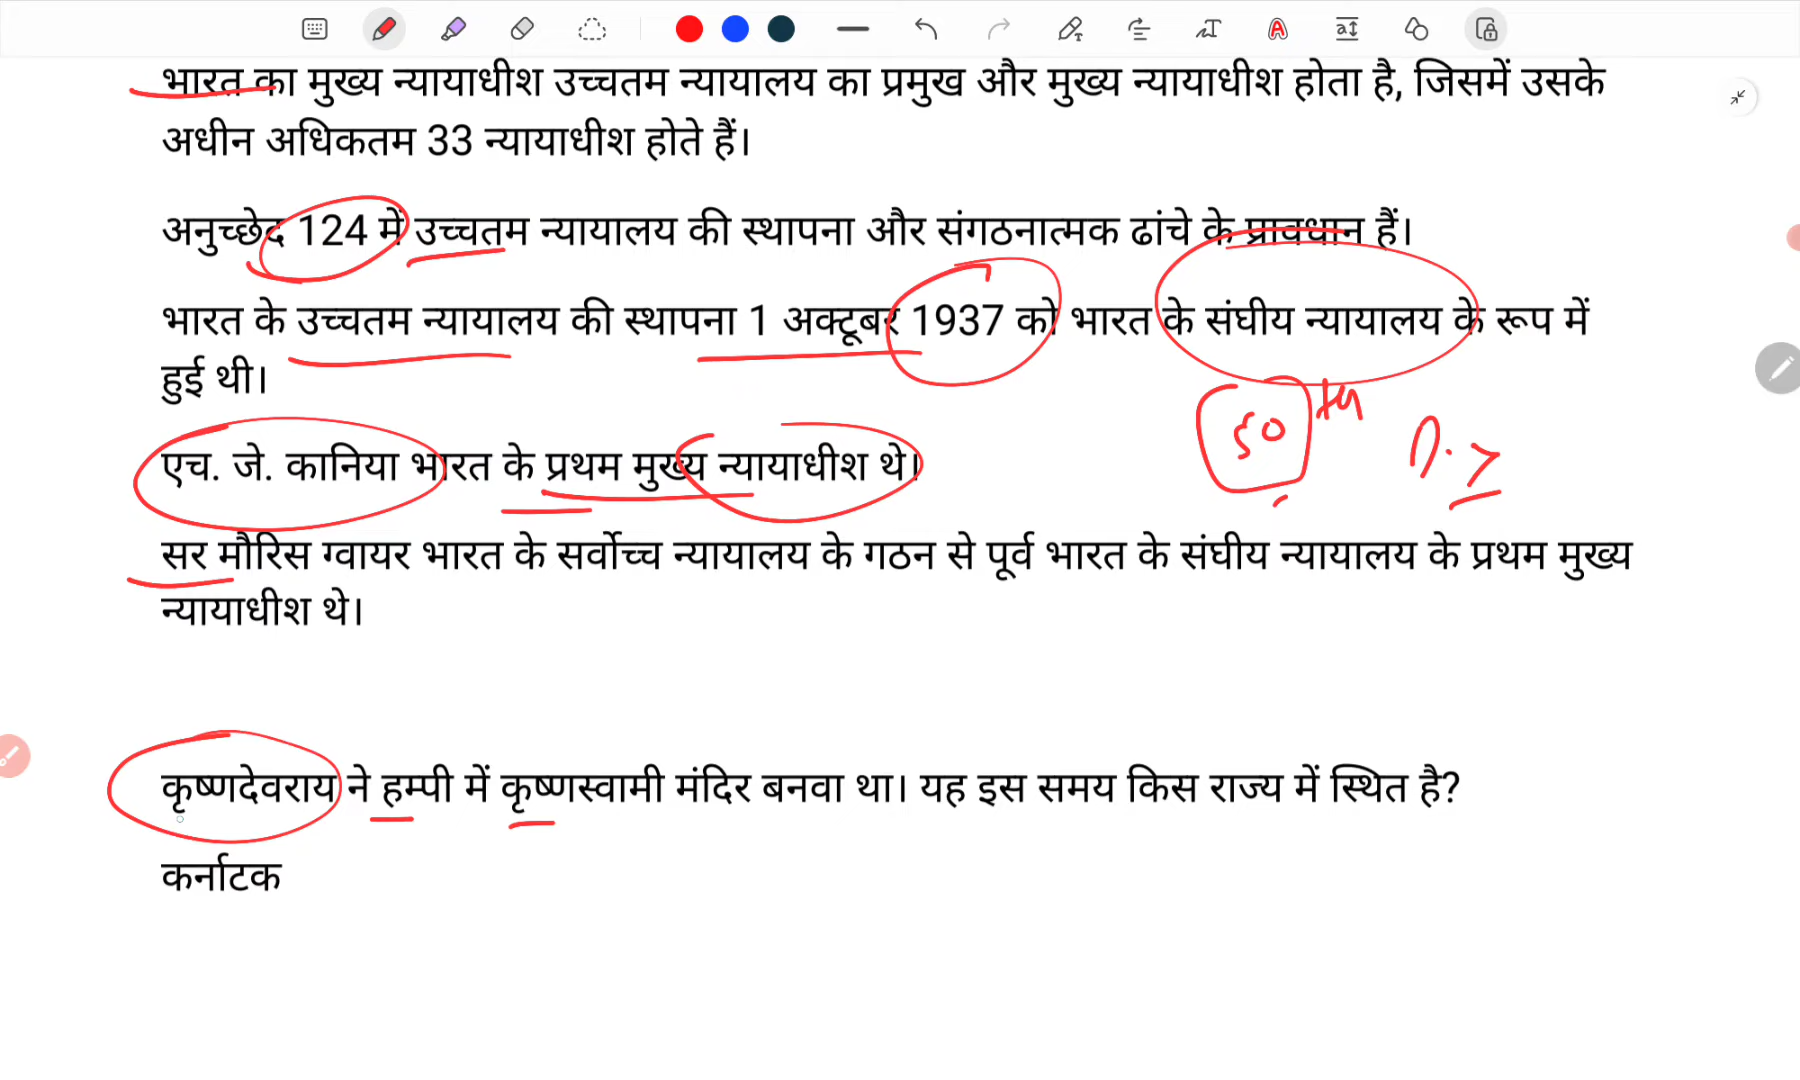 भारत का मुख्य न्यायाधीश उच्चतम न्यायालय का प्रमुख और मुख्य न्यायाधीश होता है, जिसमें उसके
अधीन अधिकतम 33 न्यायाधीश होते हैं।
अनुच्छेद 124 में उच्चतम न्यायालय की स्थापना और संगठनात्मक ढांचे के प्रावधान हैं।
भारत के उच्चतम न्यायालय की स्थापना 1 अक्टूबर 1937 को भारत के संघीय न्यायालय के रूप में
हुई थी।
50th
एच. जे. कानिया भारत के प्रथम मुख्य न्यायाधीश थे।
सर मौरिस ग्वायर भारत के सर्वोच्च न्यायालय के गठन से पूर्व भारत के संघीय न्यायालय के प्रथम मुख्य
न्यायाधीश थे।
कृष्णदेवराय ने हम्पी में कृष्णस्वामी मंदिर बनवा था। यह इस समय किस राज्य में स्थित है?
कर्नाटक